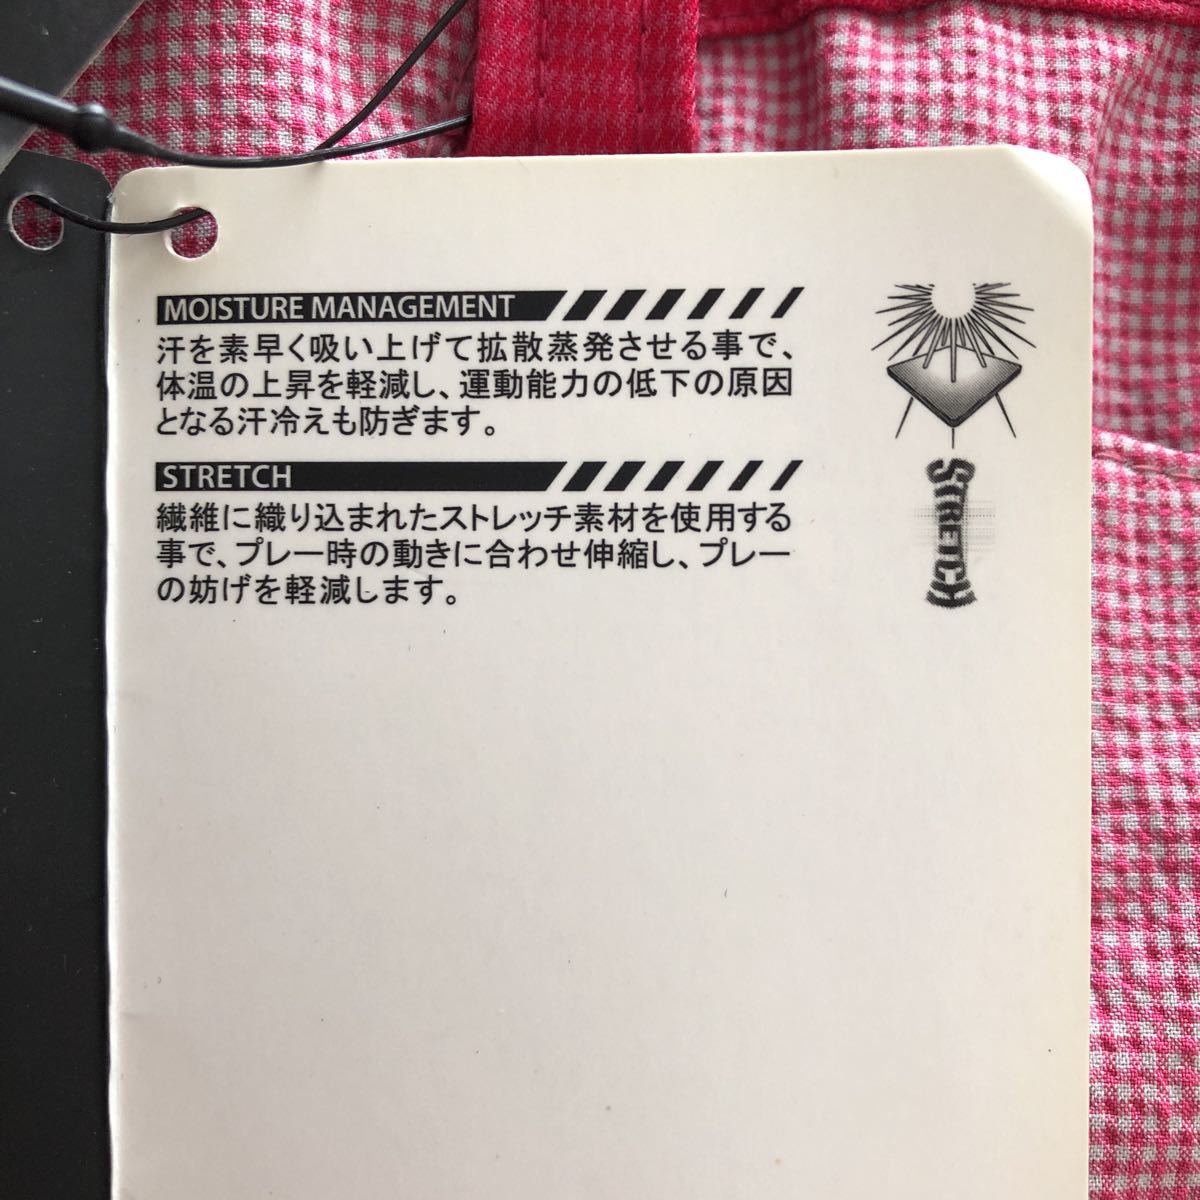 MOISTURE MANAGEMENT
汗を素早く吸い上げて拡散蒸発させる事で、
体温の上昇を軽減し、運動能力の低下の原因
となる汗冷えも防ぎます。
STRETCH
繊維に織り込まれたストレッチ素材を使用する
事で、プレー時の動きに合わせ伸縮し、プレー
の妨げを軽減します。
STRETCH